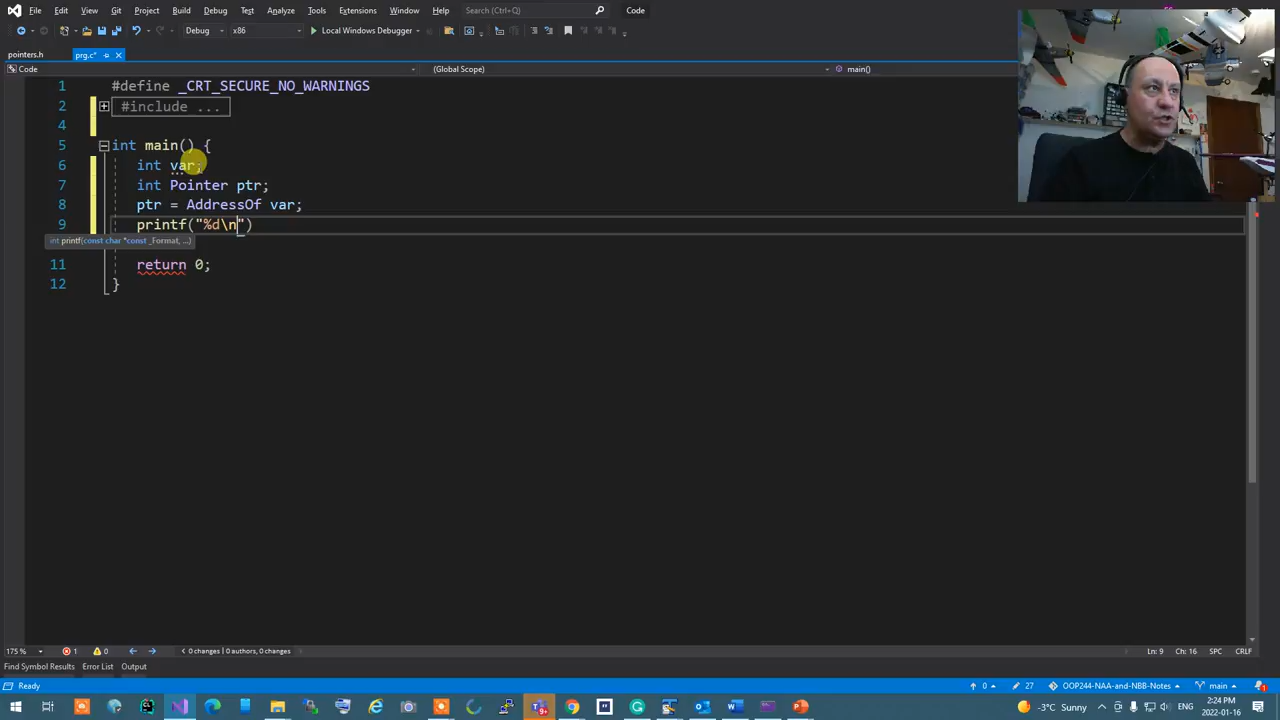 File Edit View Git Project Build Debug Test Analyze Tools Extensions Window Help Search (Ctrl+Q) Code
Debug x86 Local Windows Debugger
pointers.h prg.c*
Code (Global Scope) main()
1 #define _CRT_SECURE_NO_WARNINGS
2 #include ...
4
5 int main() {
6 int var;
7 int Pointer ptr;
8 ptr = AddressOf var;
9 printf("%d\n")
int printf(const char *const _Format, ...)
11 return 0;
12 }
175 % 1 0 0 changes | 0 authors, 0 changes Ln: 9 Ch: 16 SPC CRLF
Find Symbol Results Error List Output
Ready 0 27 OOP244-NAA-and-NBB-Notes main 1
-3°C Sunny ENG 2:24 PM
2022-01-16